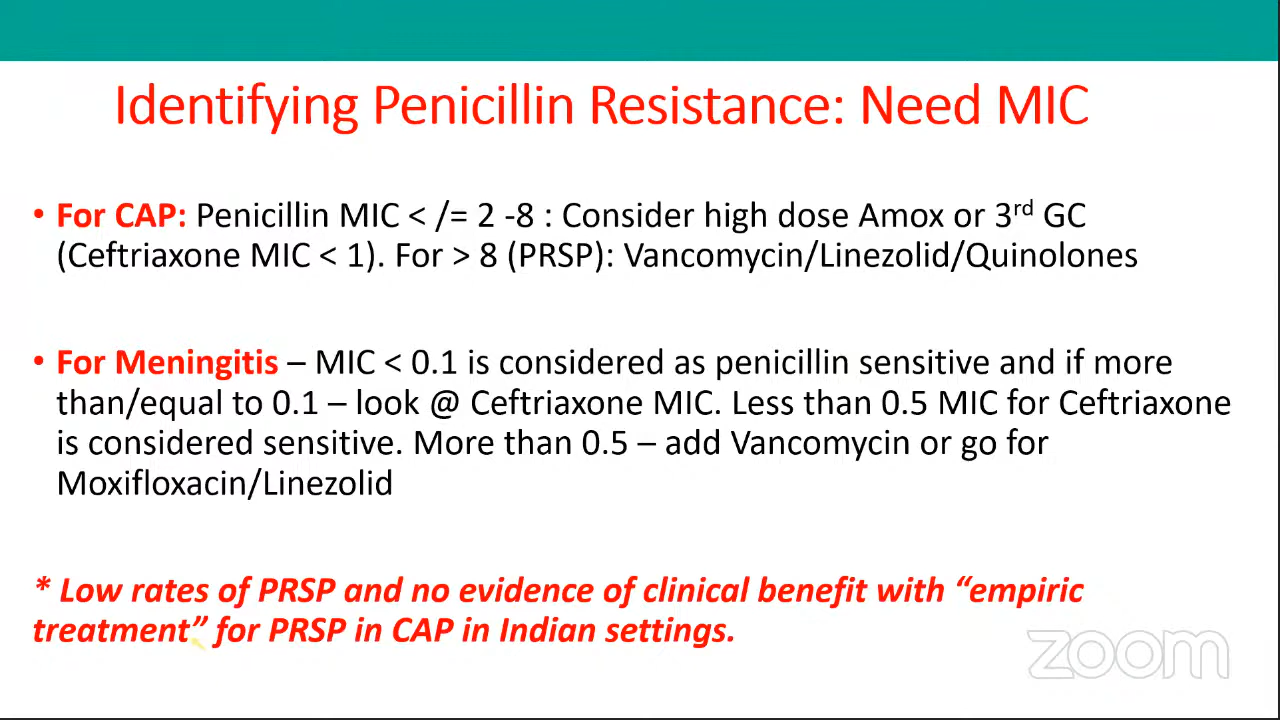 Identifying Penicillin Resistance: Need MIC
• For CAP: Penicillin MIC < /= 2 -8 : Consider high dose Amox or 3rd GC
(Ceftriaxone MIC < 1). For > 8 (PRSP): Vancomycin/Linezolid/Quinolones
• For Meningitis – MIC < 0.1 is considered as penicillin sensitive and if more
than/equal to 0.1 – look @ Ceftriaxone MIC. Less than 0.5 MIC for Ceftriaxone
is considered sensitive. More than 0.5 – add Vancomycin or go for
Moxifloxacin/Linezolid
* Low rates of PRSP and no evidence of clinical benefit with “empiric
treatment” for PRSP in CAP in Indian settings.
zoom